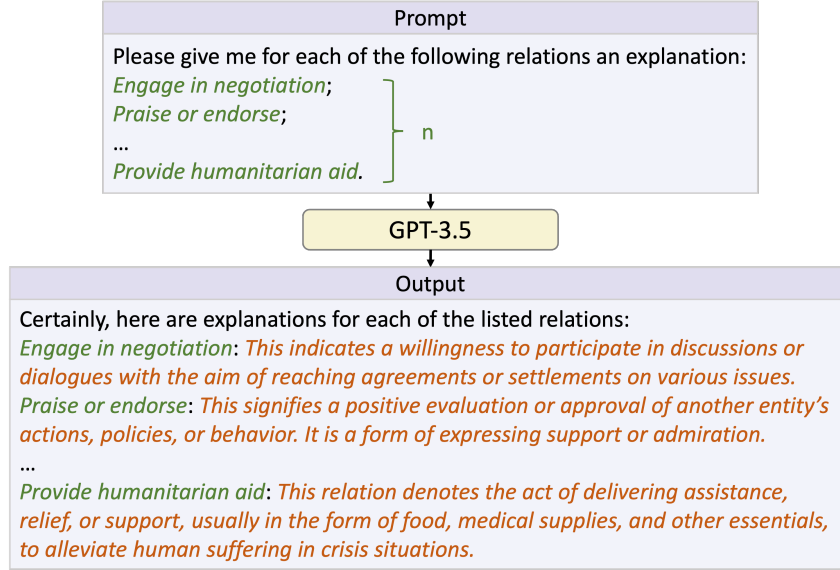 Prompt
Please give me for each of the following relations an explanation:
Engage in negotiation;
Praise or endorse;
...
n
Provide humanitarian aid.
GPT-3.5
Output
Certainly, here are explanations for each of the listed relations:
Engage in negotiation: This indicates a willingness to participate in discussions or
dialogues with the aim of reaching agreements or settlements on various issues.
Praise or endorse: This signifies a positive evaluation or approval of another entity's
actions, policies, or behavior. It is a form of expressing support or admiration.
...
Provide humanitarian aid: This relation denotes the act of delivering assistance,
relief, or support, usually in the form of food, medical supplies, and other essentials,
to alleviate human suffering in crisis situations.